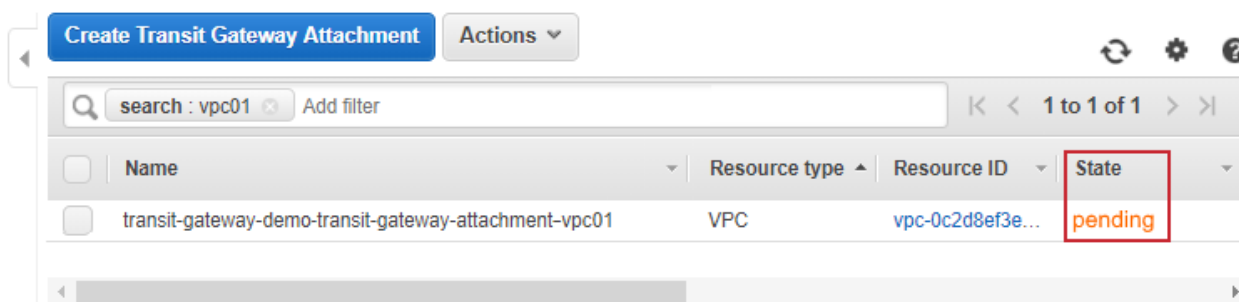 Create Transit Gateway Attachment Actions
search : vpc01 Add filter 1 to 1 of 1
Name Resource type Resource ID State
transit-gateway-demo-transit-gateway-attachment-vpc01 VPC vpc-0c2d8ef3e... pending